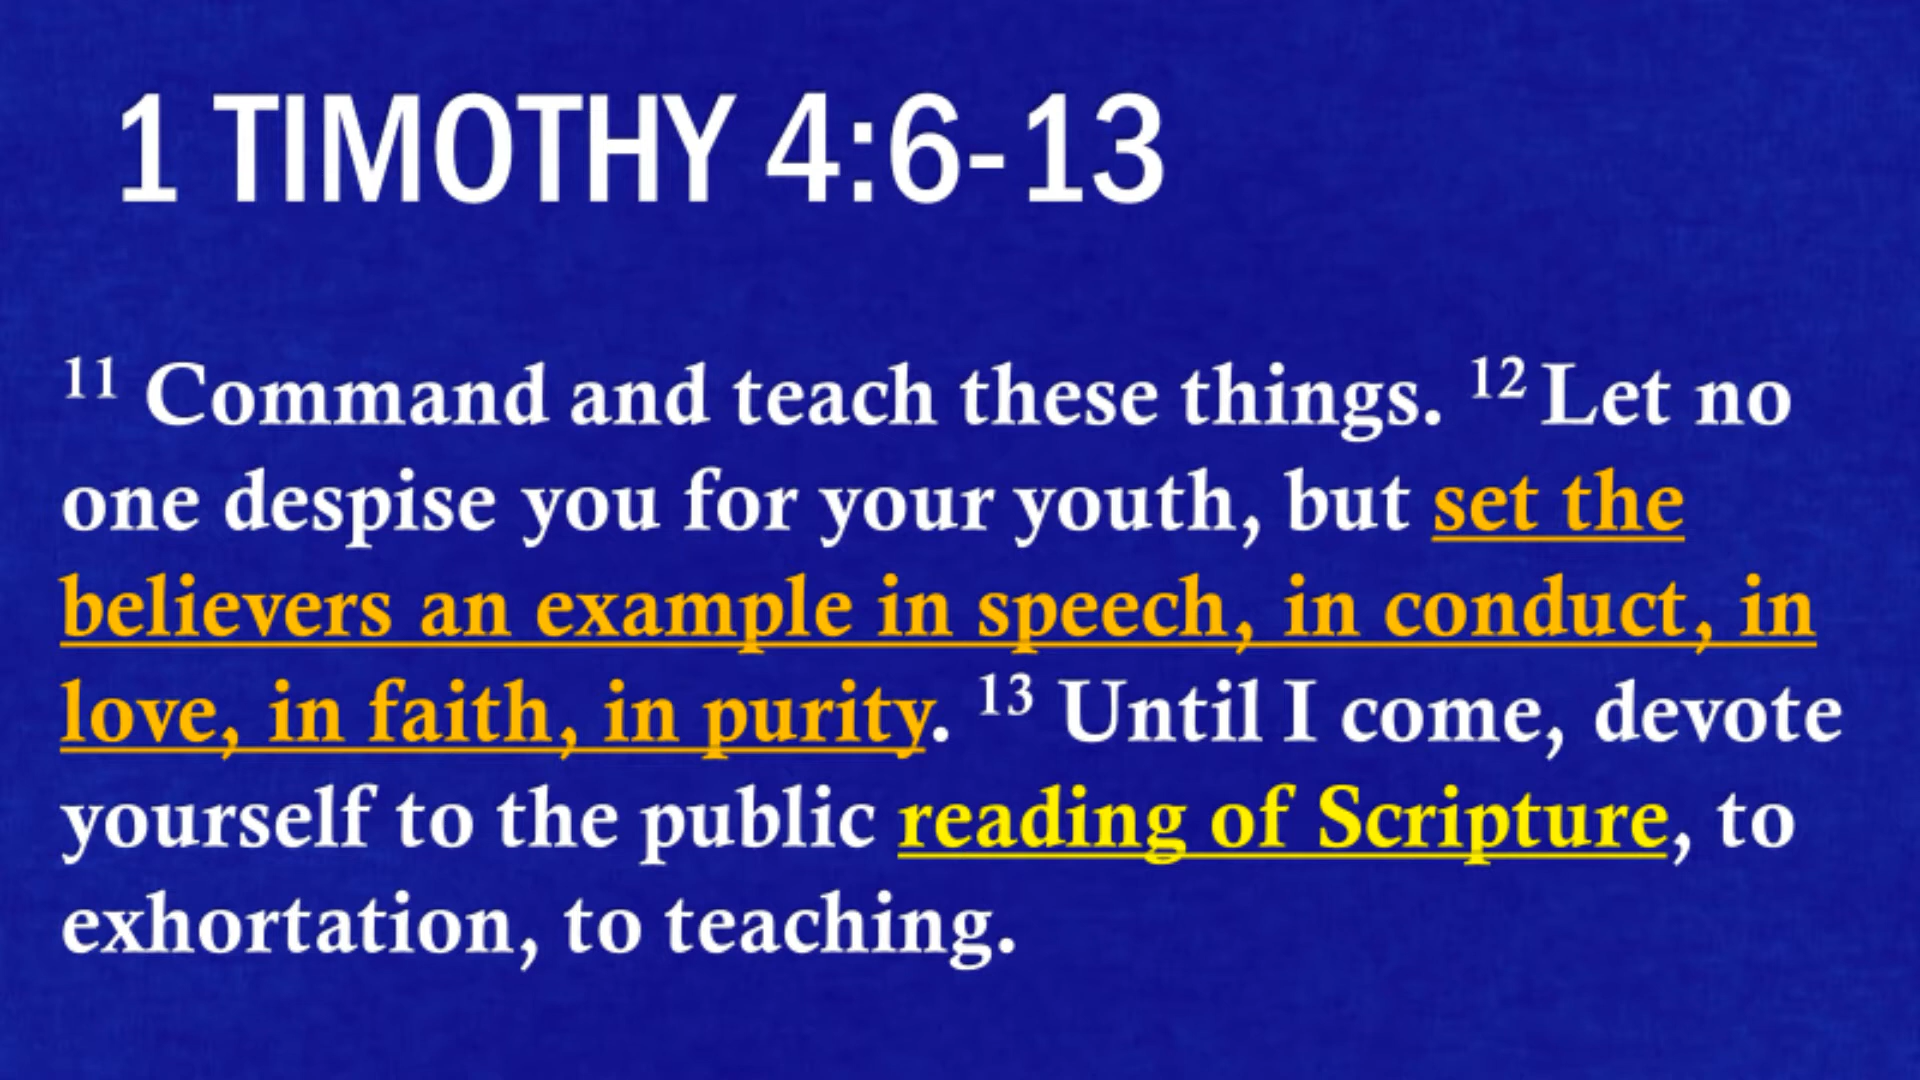 1 TIMOTHY 4:6-13
11 Command and teach these things. 12 Let no
one despise you for your youth, but set the
believers an example in speech, in conduct, in
love, in faith, in purity. 13 Until I come, devote
yourself to the public reading of Scripture, to
exhortation, to teaching.